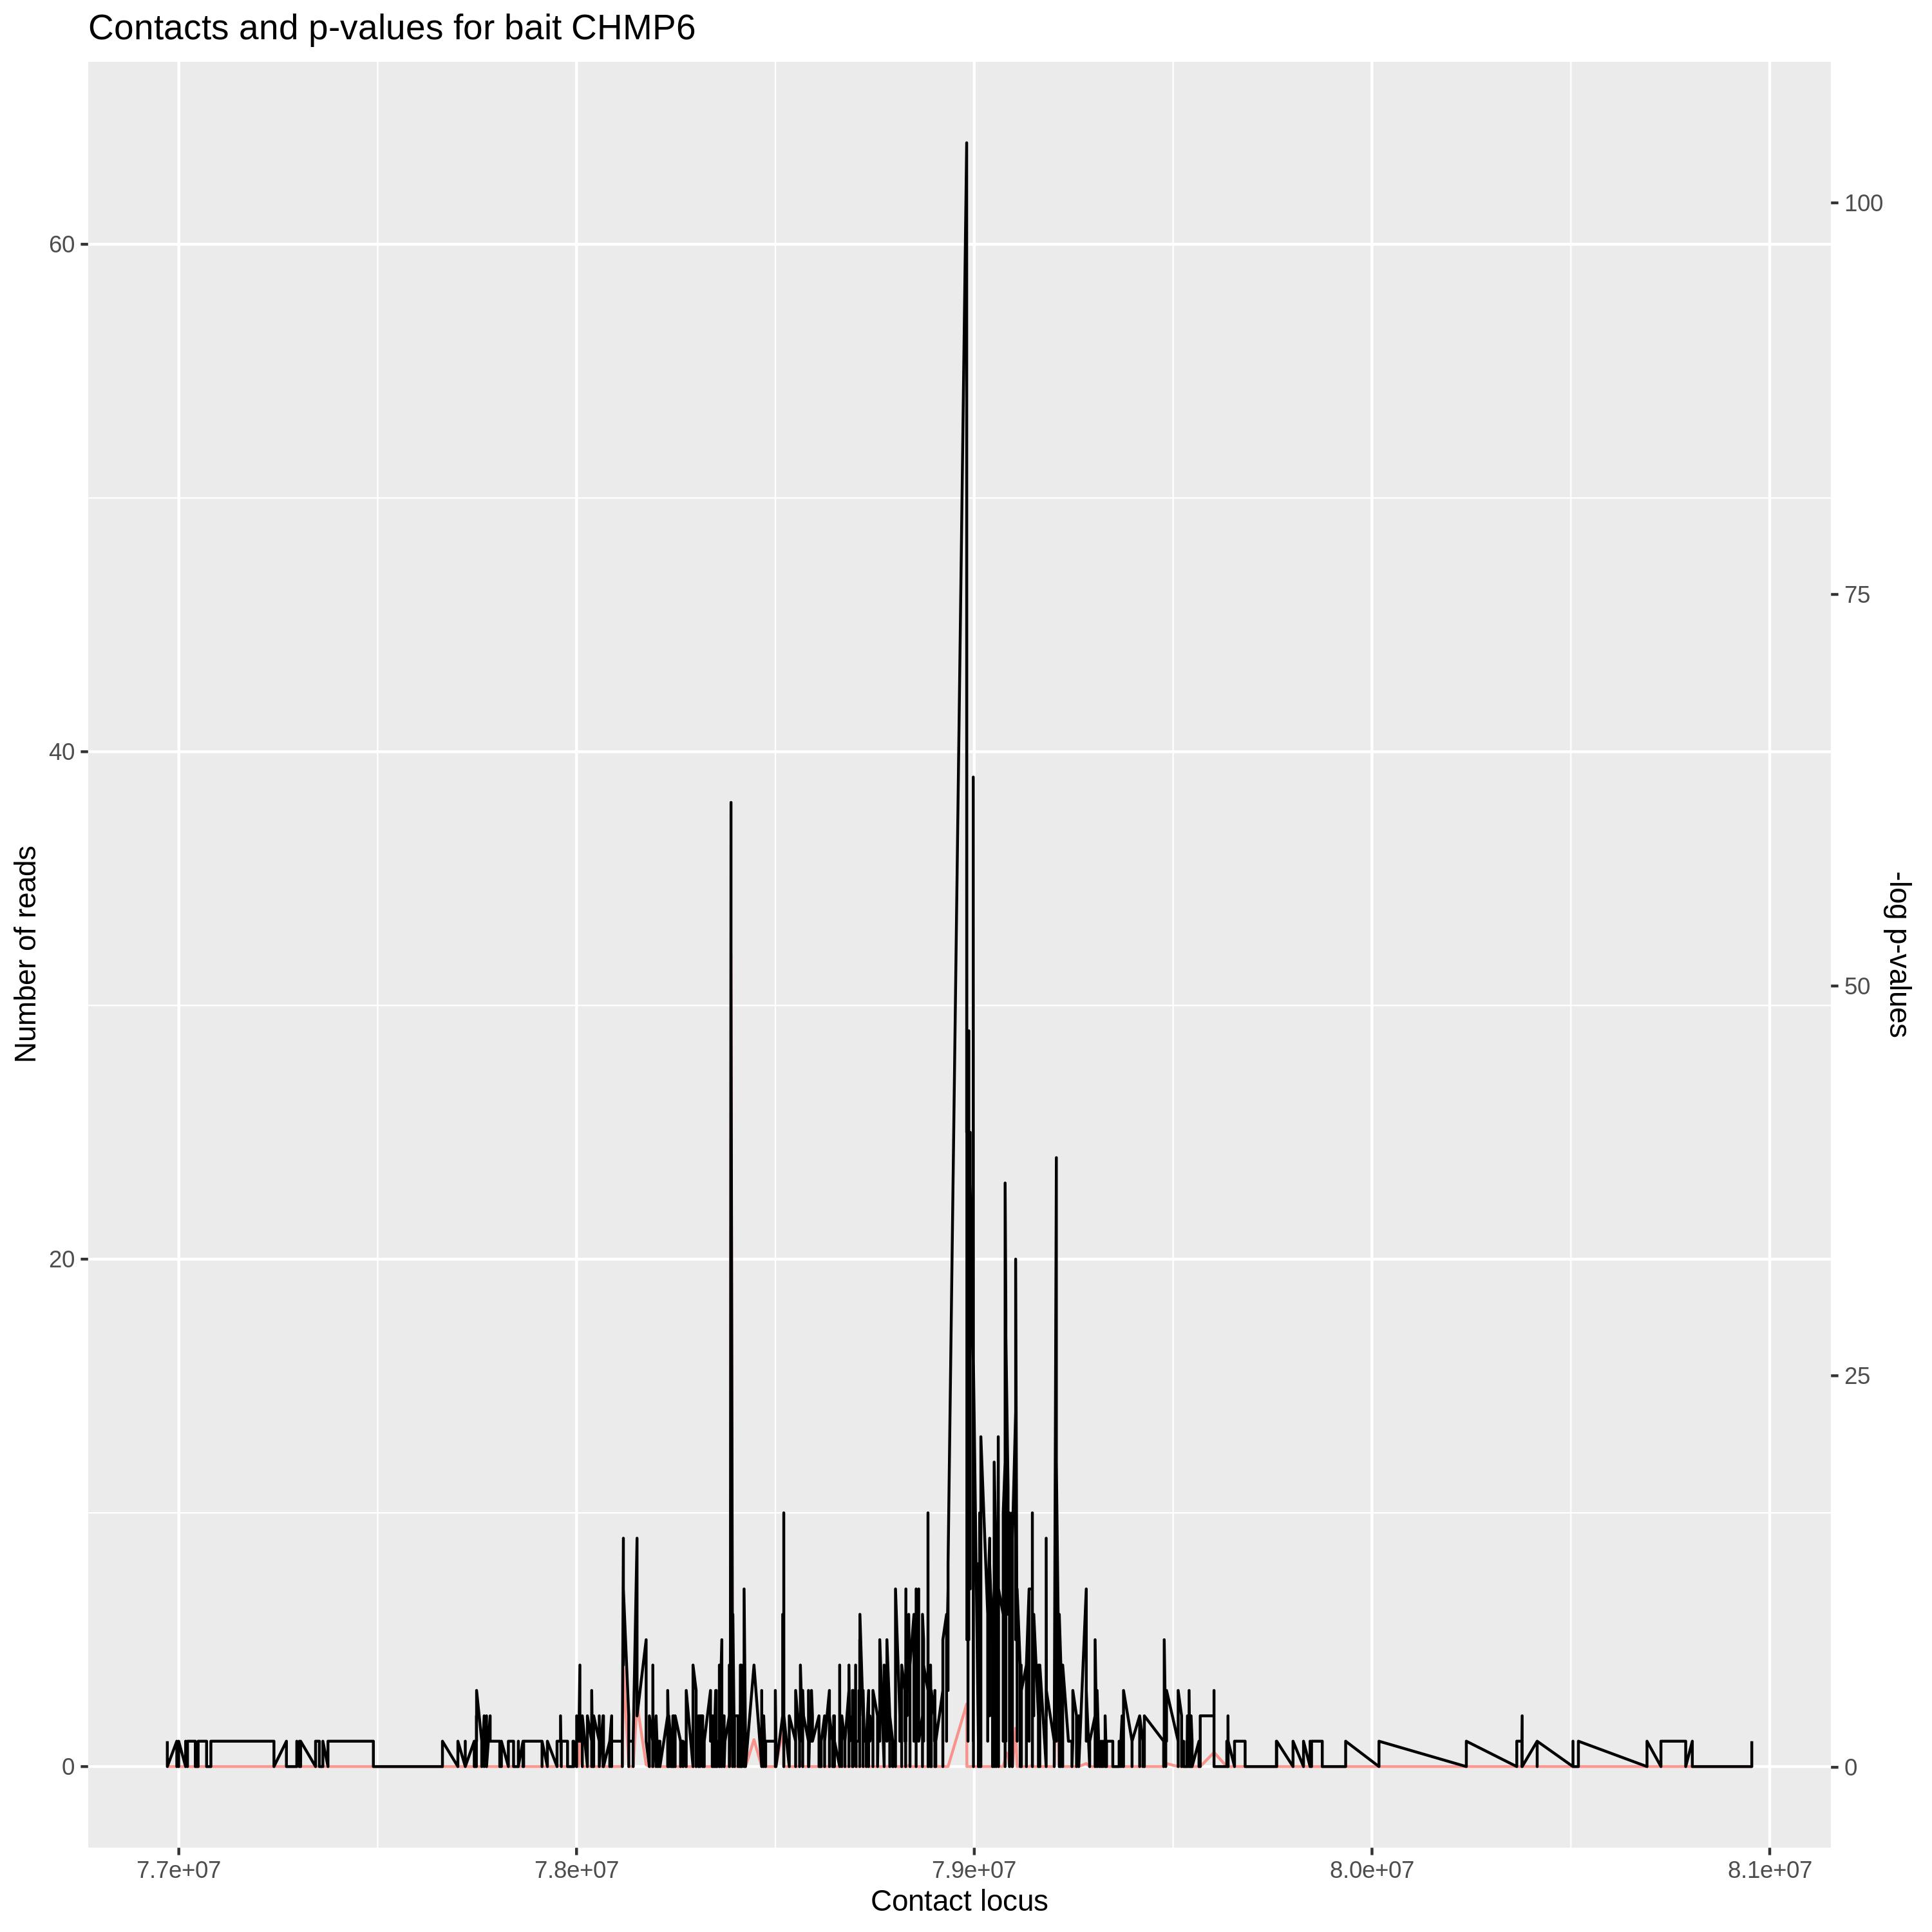 Contacts and p-values for bait CHMP6
60
40
20
0
Number of reads
100
75
50
25
0
-log p-values
7.7e+07
7.8e+07
7.9e+07
8.0e+07
8.1e+07
Contact locus